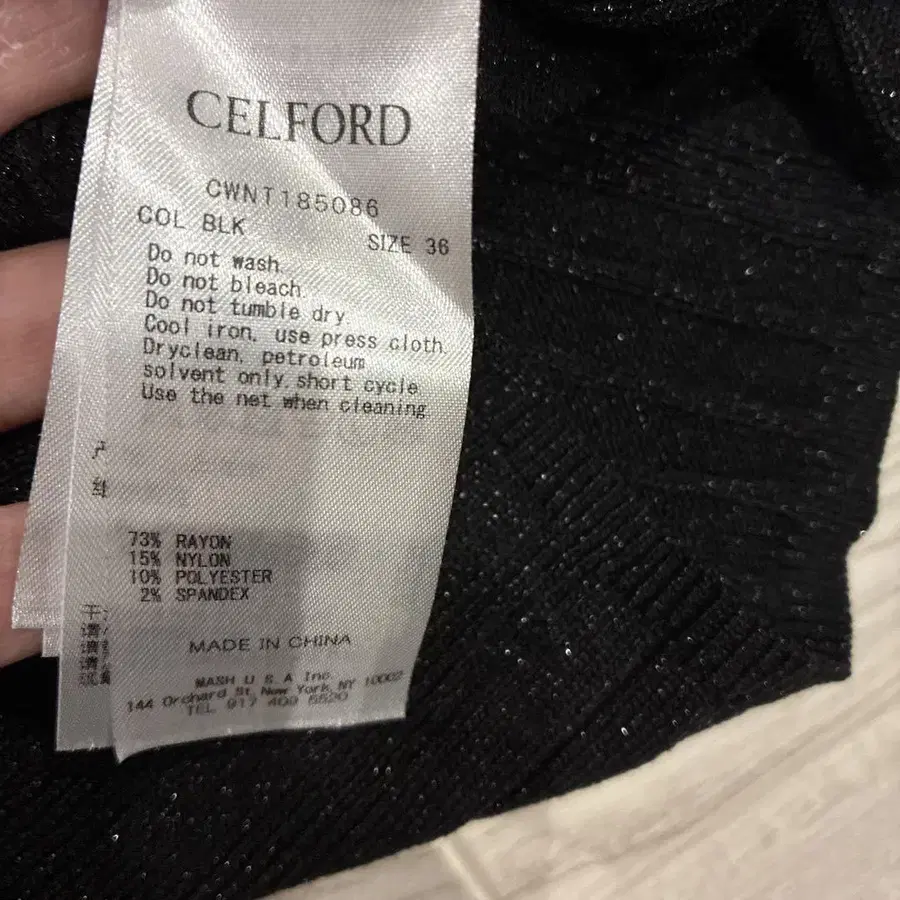 CELFORD
CWNT185086
COL BLK
SIZE 36
Do not wash.
Do not bleach.
Do not tumble dry
Cool iron, use press cloth.
Dryclean, petroleum
solvent only.short cycle
Use the net when cleaning.
73% RAYON
15% NYLON
10% POLYESTER
2% SPANDEX
MADE IN CHINA
MASH U S A Inc.
144 Orchard St, New York, NY 10002
TEL 917 409 5520